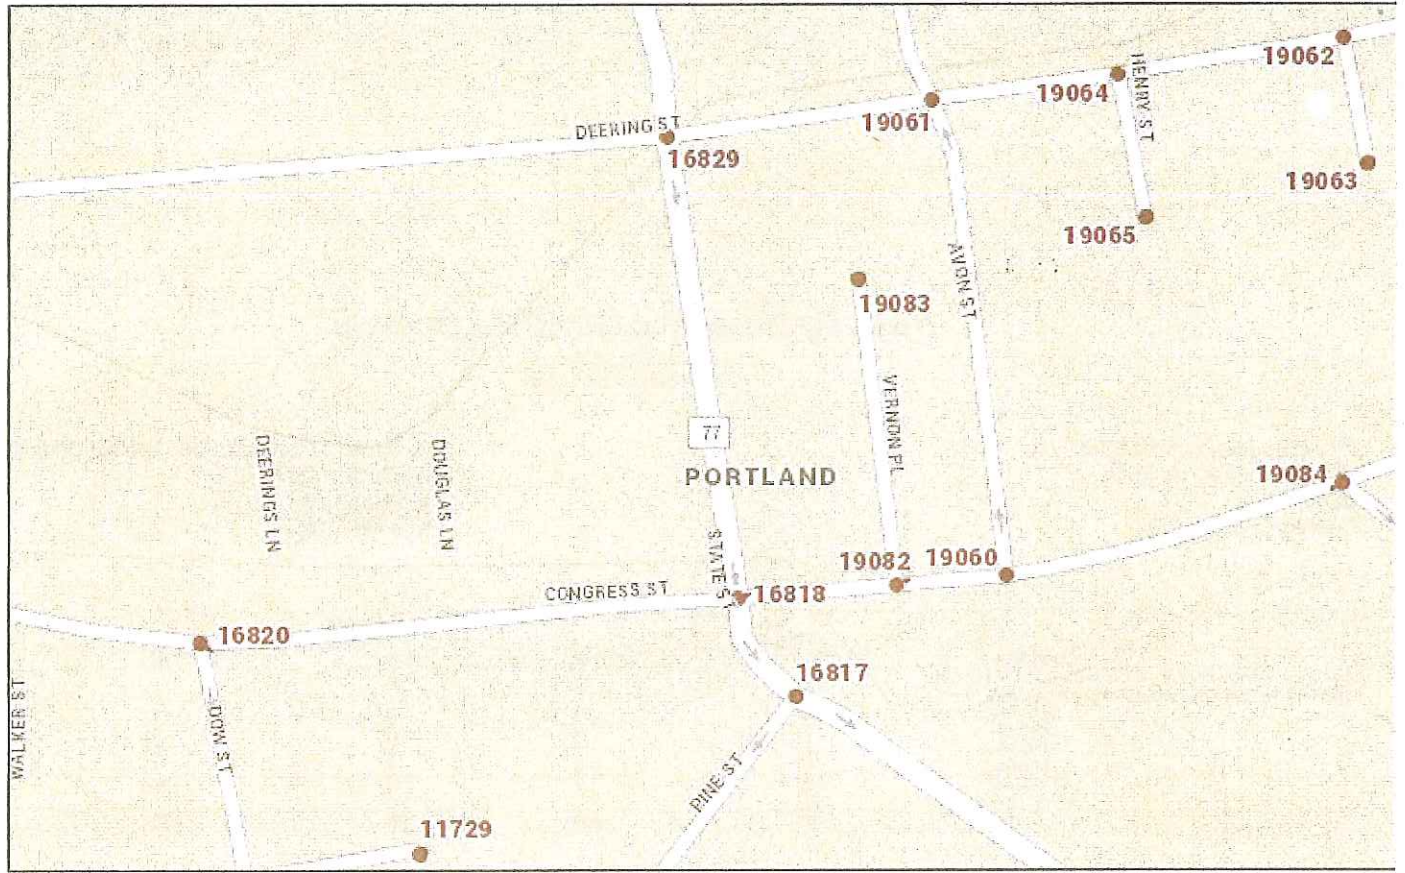 19062
HENRY ST
19064
19061
DEERING ST
16829
19063
19065
AVON ST
19083
VERNON PL
77
DEERINGS LN
DOUGLAS LN
PORTLAND
19084
STATE ST
19082
19060
CONGRESS ST
16818
16820
16817
WALKER ST
DOW ST
PINE ST
11729